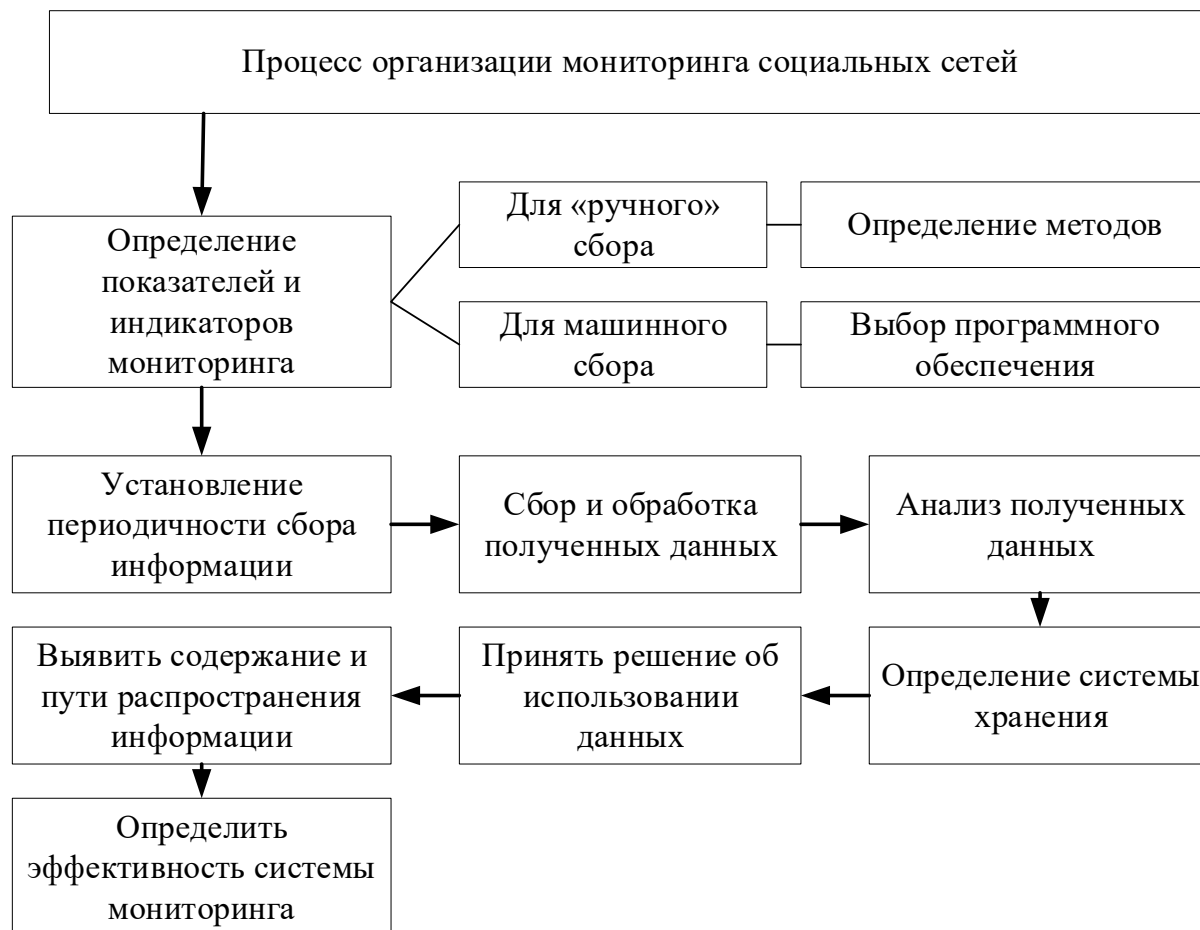 Процесс организации мониторинга социальных сетей
Для «ручного»
сбора
Определение методов
Определение
показателей и
индикаторов
мониторинга
Для машинного
сбора
Выбор программного
обеспечения
Установление
периодичности сбора
информации
Сбор и обработка
полученных данных
Анализ полученных
данных
Выявить содержание и
пути распространения
информации
Принять решение об
использовании
данных
Определение системы
хранения
Определить
эффективность системы
мониторинга